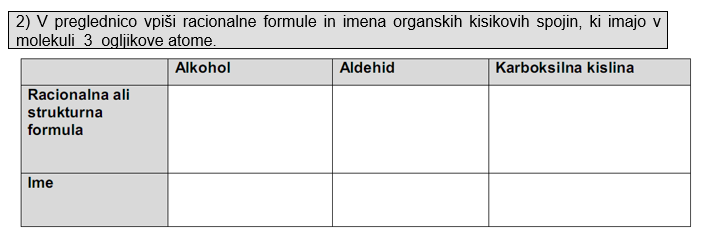 2) V preglednico vpiši racionalne formule in imena organskih kisikovih spojin, ki imajo v
molekuli 3 ogljikove atome.
Alkohol Aldehid Karboksilna kislina
Racionalna ali
strukturna
formula
Ime